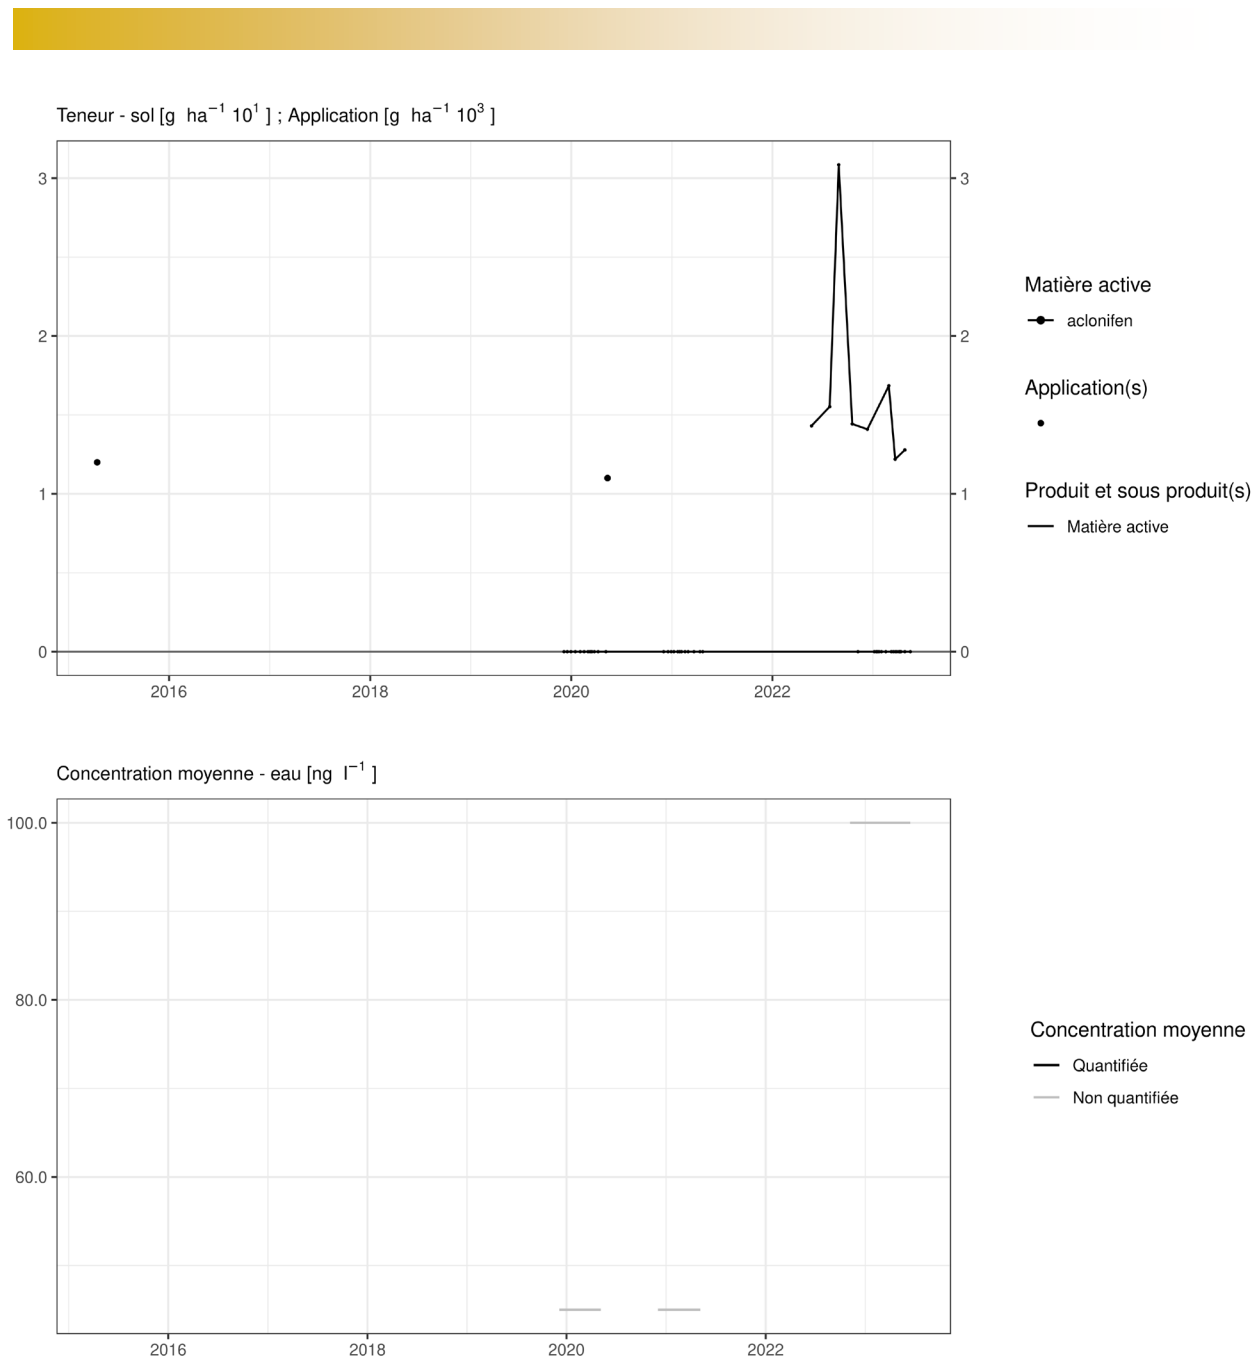 Teneur - sol [g ha⁻¹ 10¹ ] ; Application [g ha⁻¹ 10³ ]
3
3
2
2
1
1
0
0
2016
2018
2020
2022
Matière active
aclonifen
Application(s)
Produit et sous produit(s)
Matière active
Concentration moyenne - eau [ng l⁻¹ ]
100.0
80.0
60.0
2016
2018
2020
2022
Concentration moyenne
Quantifiée
Non quantifiée